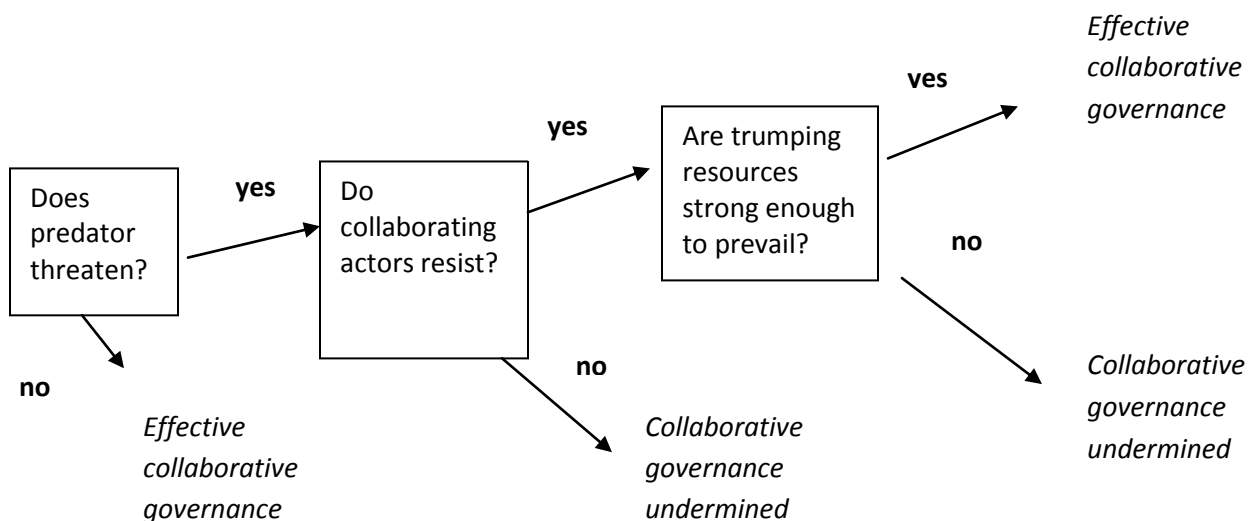 Does
predator
threaten?
no
Effective
collaborative
governance
yes
Do
collaborating
actors resist?
no
Collaborative
governance
undermined
yes
Are trumping
resources
strong enough
to prevail?
yes
Effective
collaborative
governance
no
Collaborative
governance
undermined